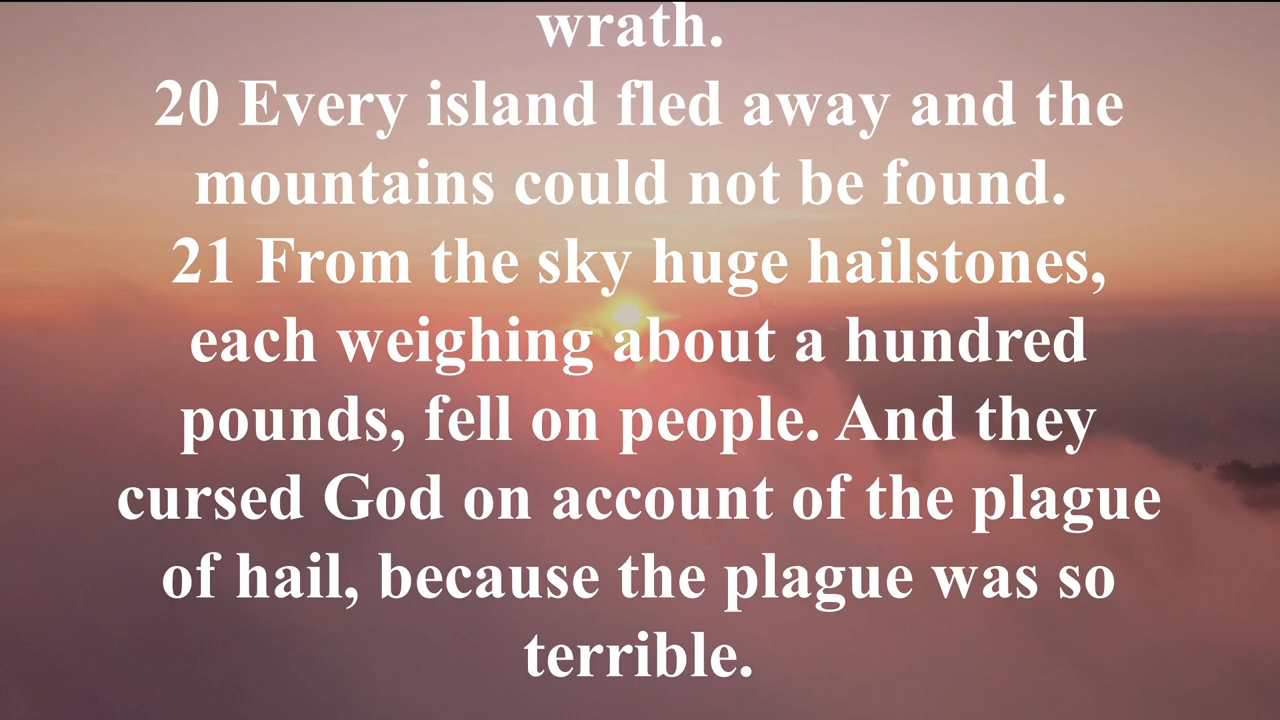 wrath.
20 Every island fled away and the
mountains could not be found.
21 From the sky huge hailstones,
each weighing about a hundred
pounds, fell on people. And they
cursed God on account of the plague
of hail, because the plague was so
terrible.